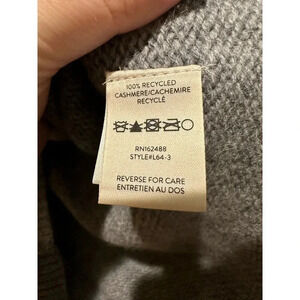 100% RECYCLED
CASHMERE/CACHEMIRE
RECYCLÉ
RN162488
STYLE#L64-3
REVERSE FOR CARE
ENTRETIEN AU DOS